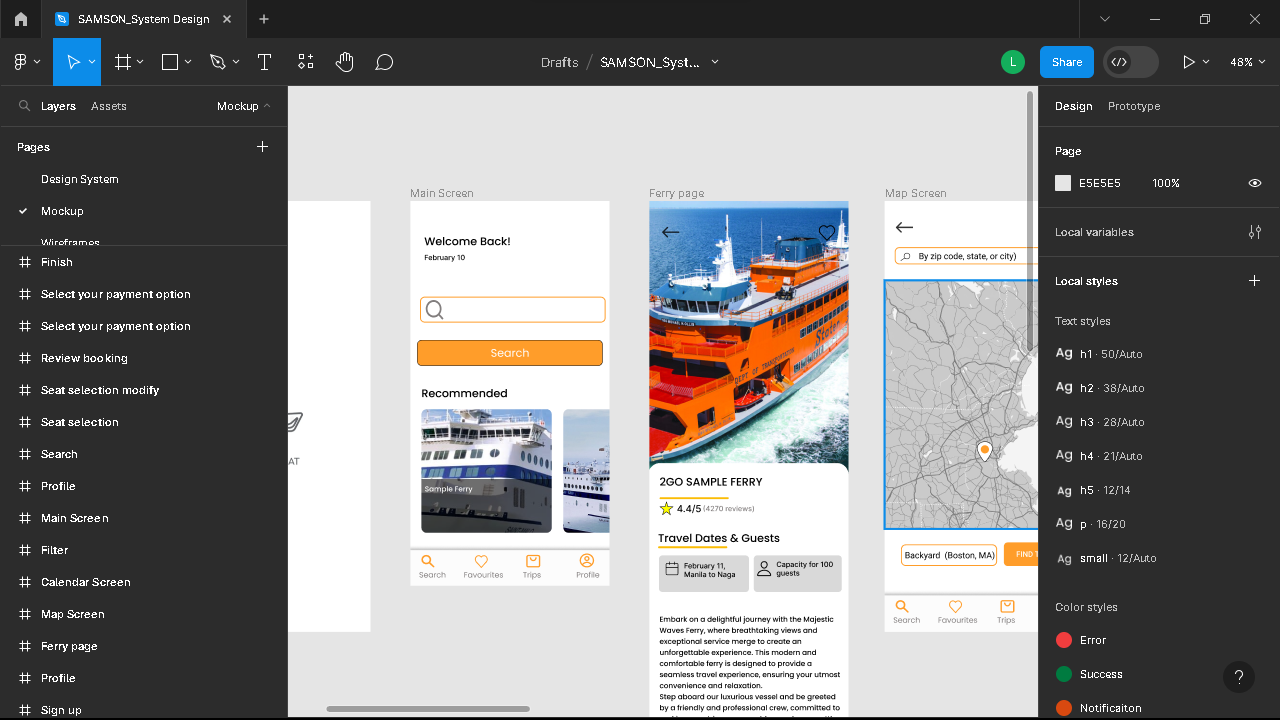 SAMSON_System Design
Drafts / SAMSON_Syst...
L
Share
48%
Layers
Assets
Mockup
Design
Prototype
Pages
Design System
Mockup
Wireframes
Finish
Select your payment option
Select your payment option
Review booking
Seat selection modify
Seat selection
Search
Profile
Main Screen
Filter
Calendar Screen
Map Screen
Ferry page
Profile
Sign up
AT
Main Screen
Welcome Back!
February 10
Search
Recommended
Sample Ferry
Search
Favourites
Trips
Profile
Ferry page
2GO SAMPLE FERRY
4.4/5 (4270 reviews)
Travel Dates & Guests
February 11,
Manila to Naga
Capacity for 100
guests
Embark on a delightful journey with the Majestic
Waves Ferry, where breathtaking views and
exceptional service merge to create an
unforgettable experience. This modern and
comfortable ferry is designed to provide a
seamless travel experience, ensuring your utmost
convenience and relaxation.
Step aboard our luxurious vessel and be greeted
by a friendly and professional crew, committed to
Map Screen
By zip code, state, or city)
Backyard (Boston, MA)
FIND T
Search
Favourites
Trips
Page
E5E5E5
100%
Local variables
Local styles
Text styles
Ag h1 · 50/Auto
Ag h2 · 38/Auto
Ag h3 · 28/Auto
Ag h4 · 21/Auto
Ag h5 · 12/14
Ag p · 16/20
Ag small · 12/Auto
Color styles
Error
Success
Notificaiton
?